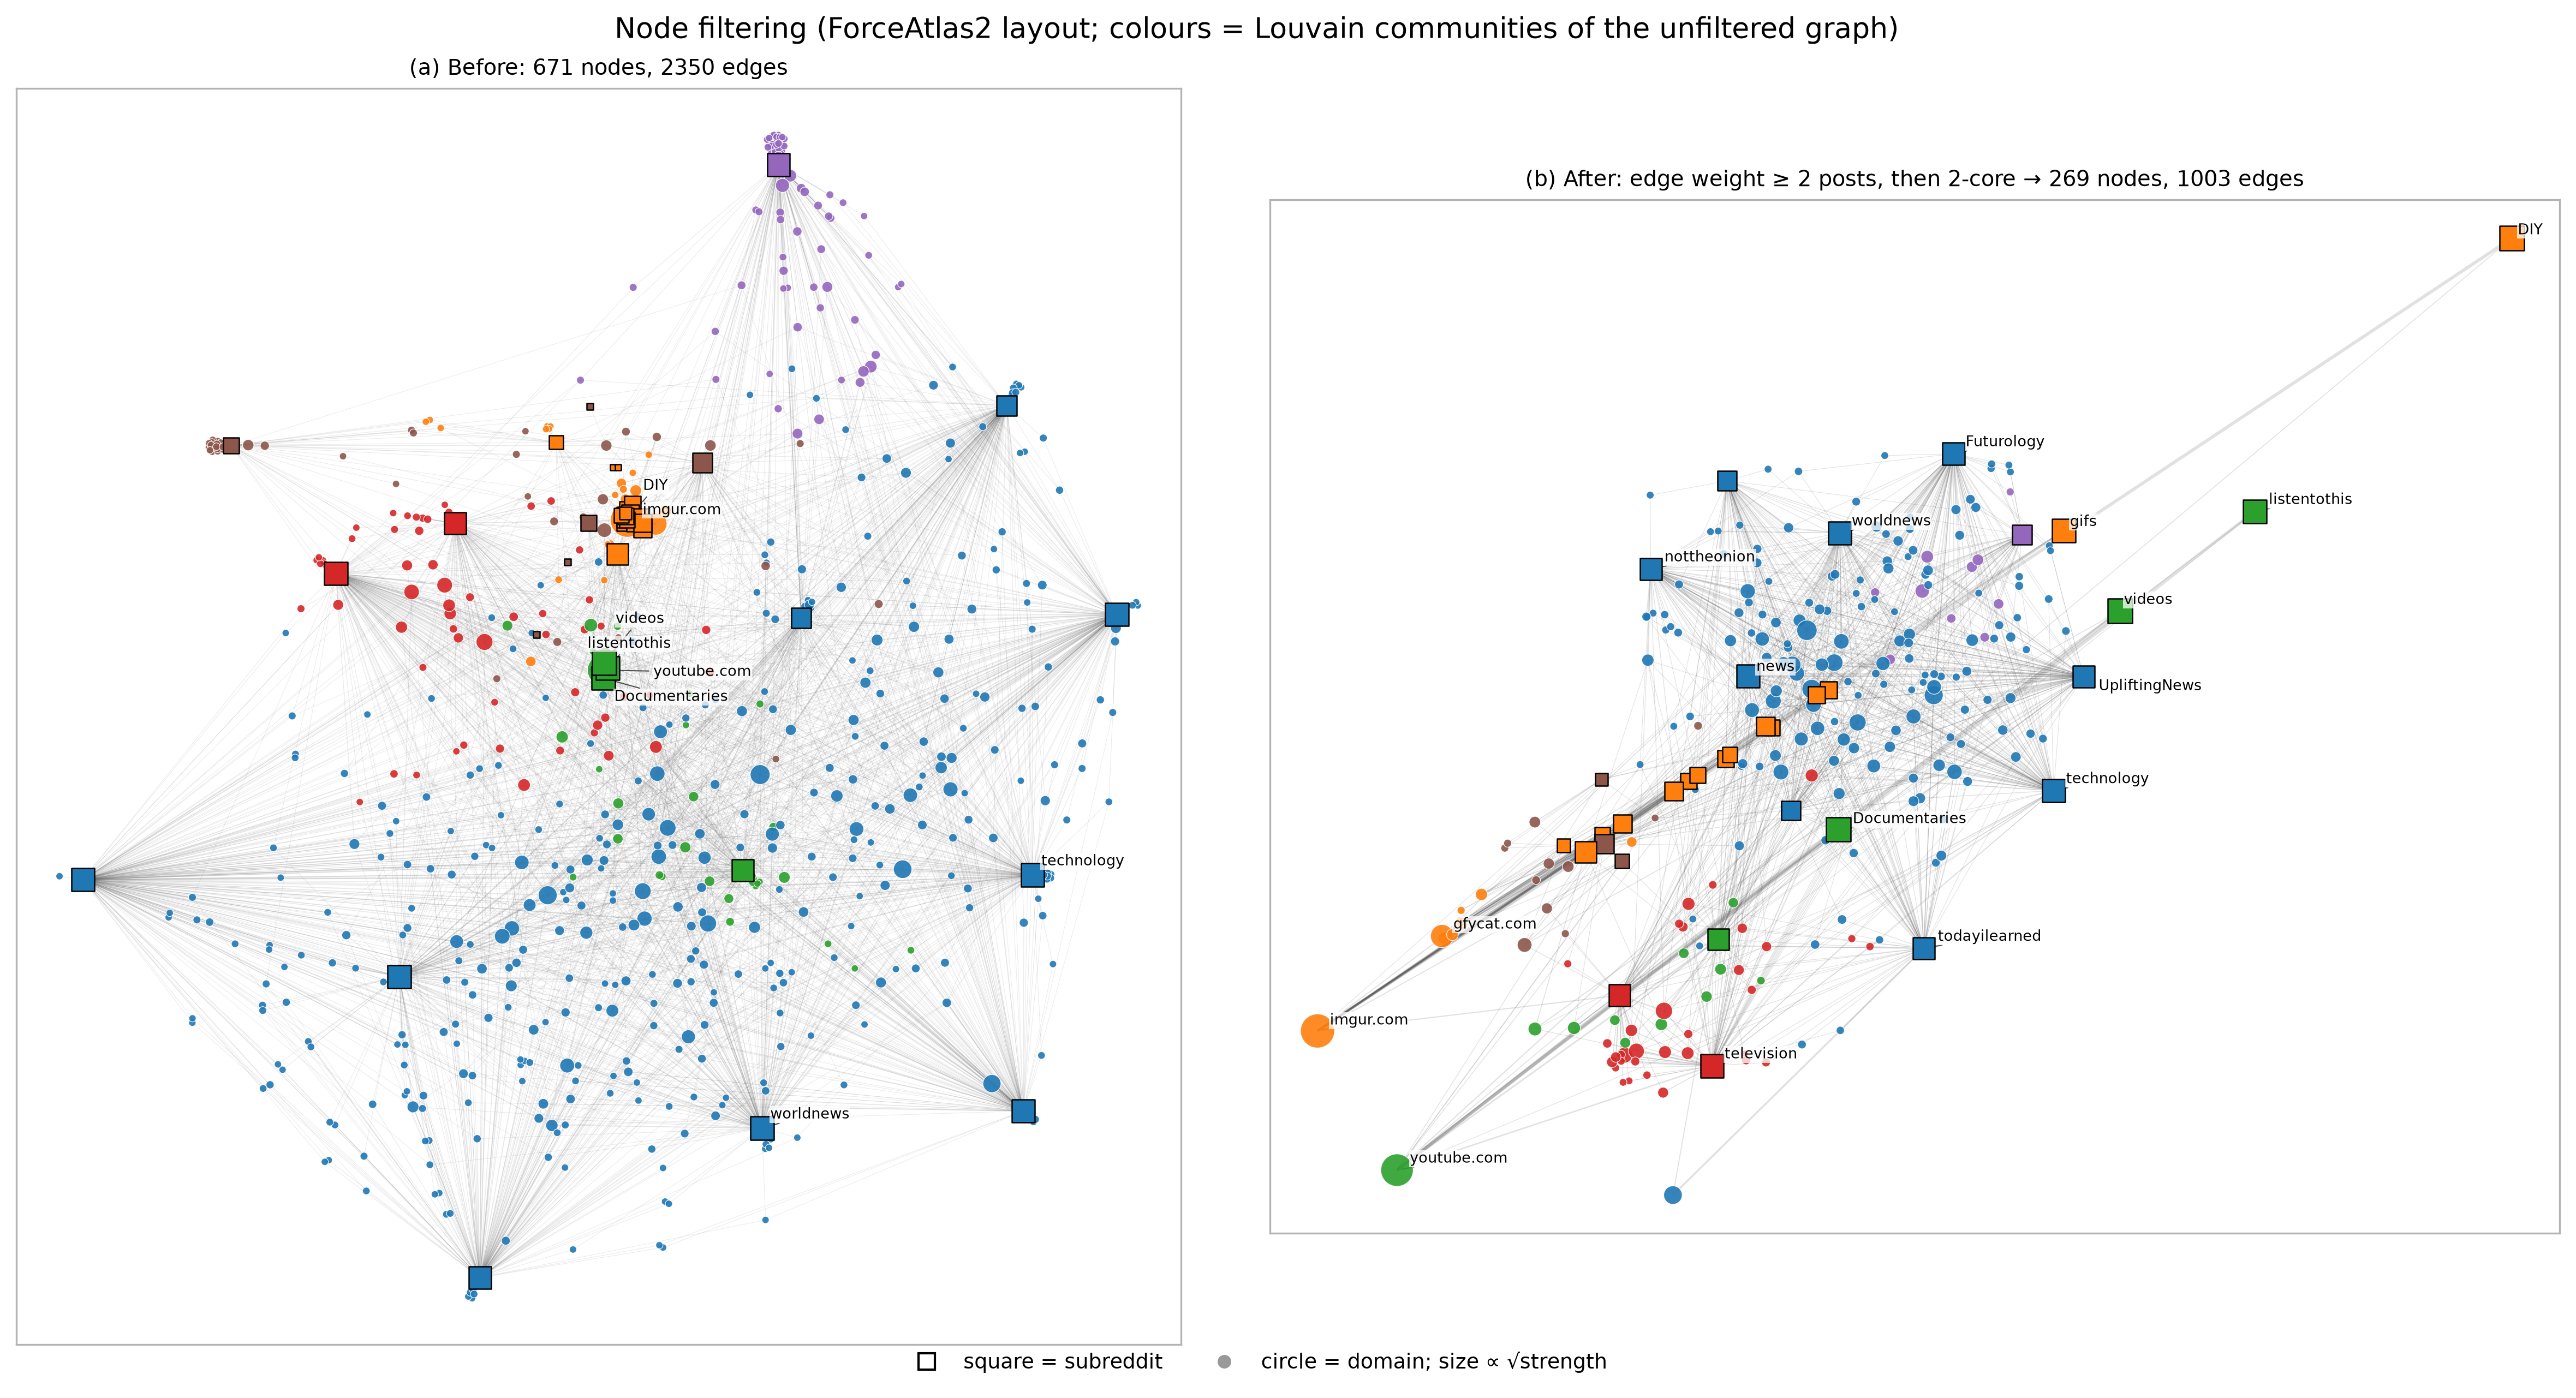 Node filtering (ForceAtlas2 layout; colours = Louvain communities of the unfiltered graph)
(a) Before: 671 nodes, 2350 edges
DIY
imgur.com
videos
listentothis
youtube.com
Documentaries
technology
worldnews
(b) After: edge weight ≥ 2 posts, then 2-core → 269 nodes, 1003 edges
DIY
Futurology
listentothis
worldnews
gifs
nottheonion
videos
news
UpliftingNews
technology
Documentaries
gfycat.com
todayilearned
imgur.com
television
youtube.com
square = subreddit
circle = domain; size ∝ √strength